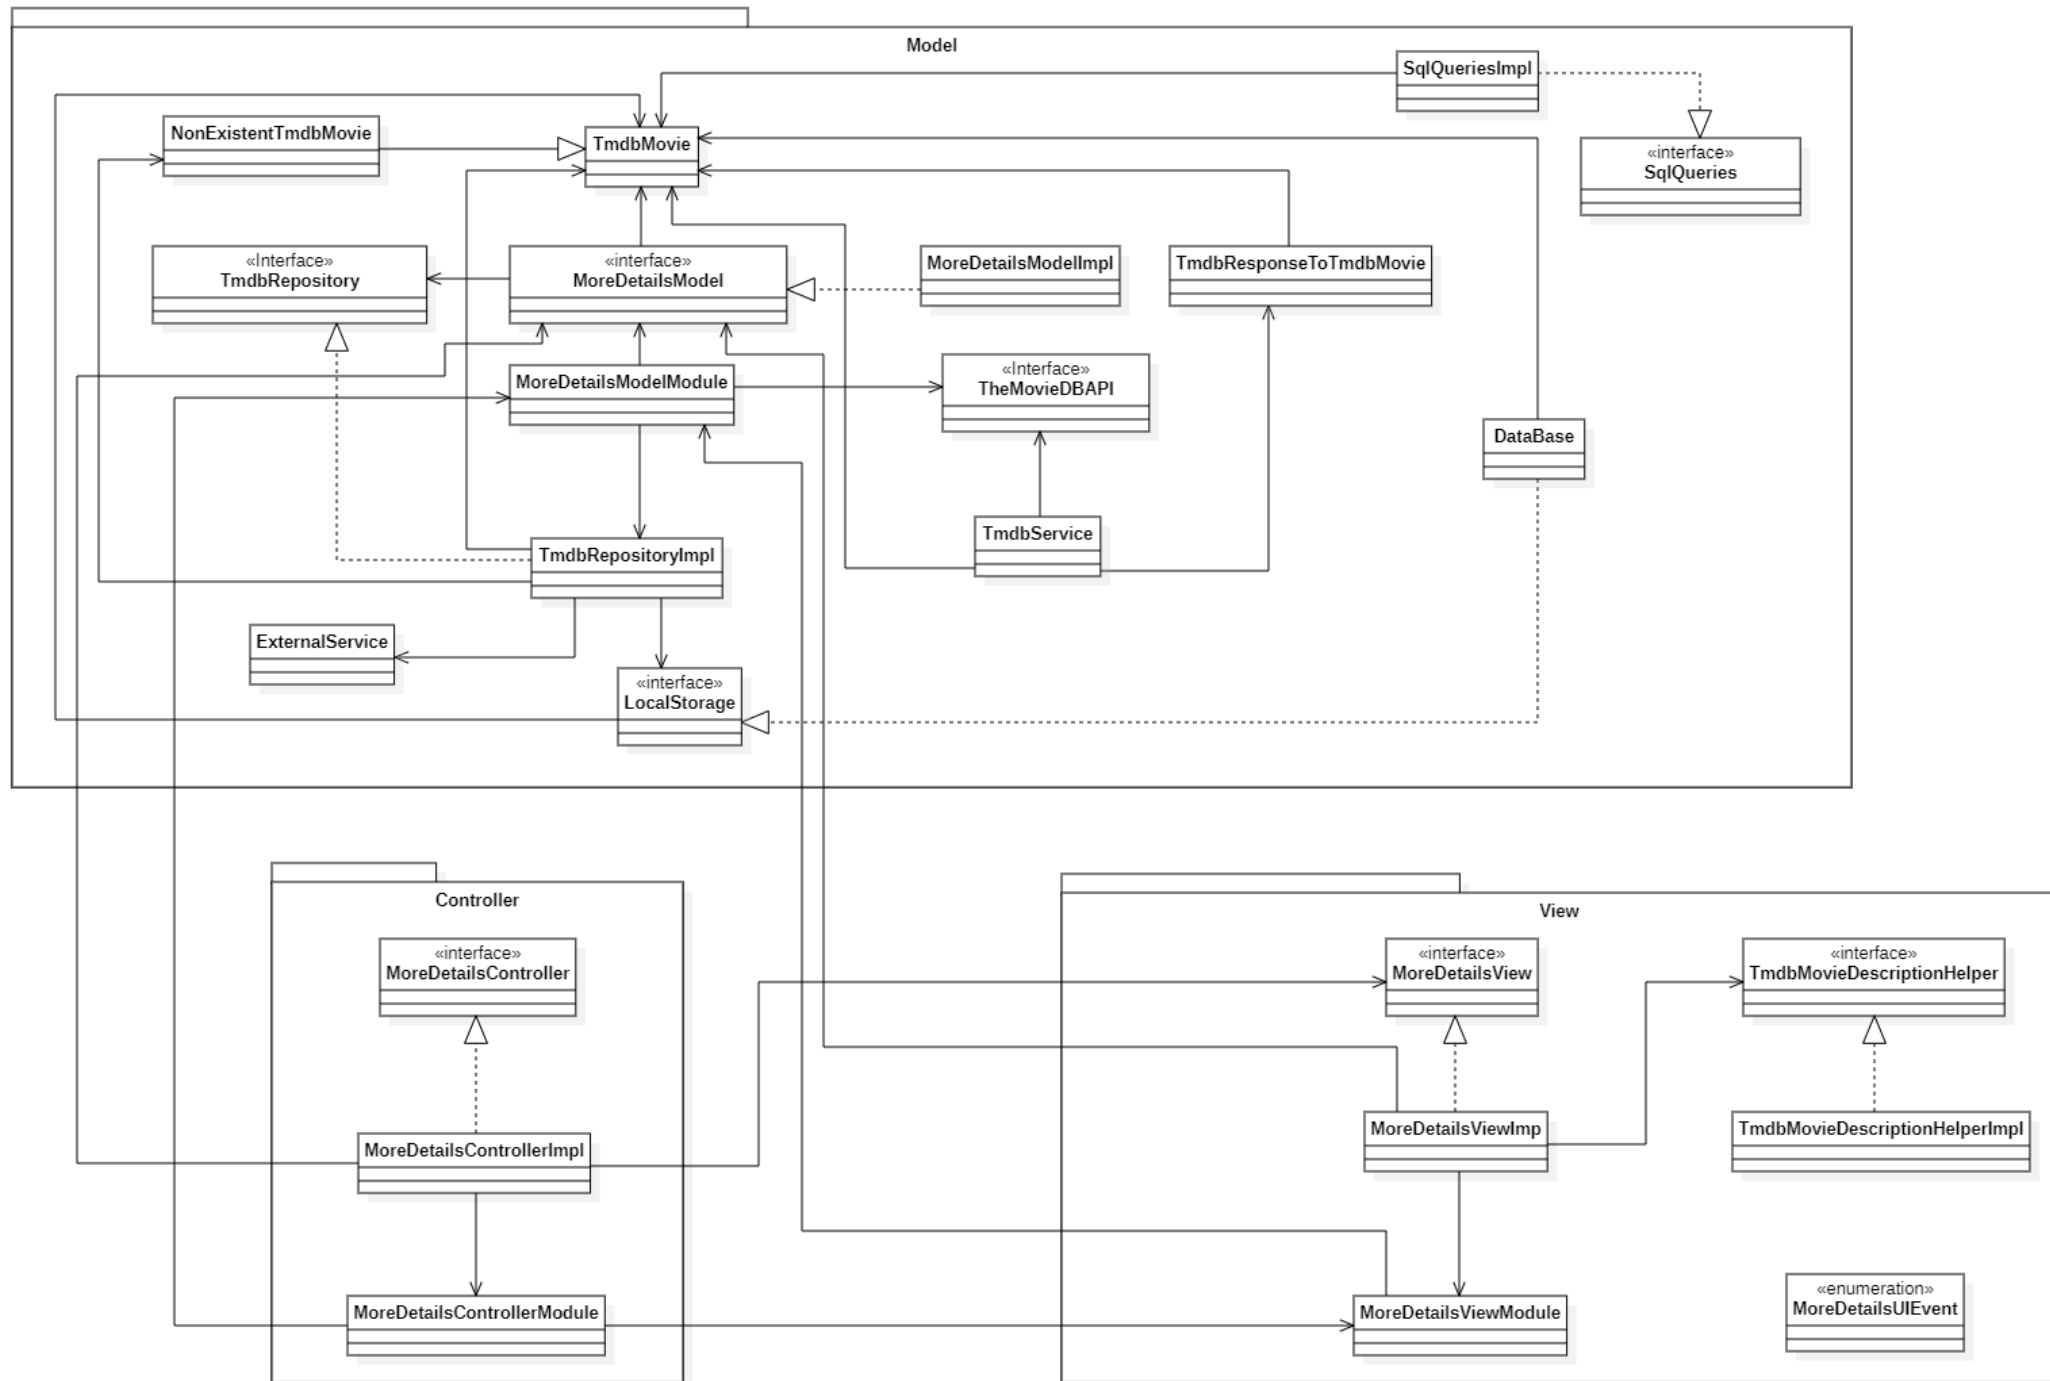 Model
SqlQueriesImpl
NonExistentTmdbMovie
TmdbMovie
«interface»
SqlQueries
«Interface»
TmdbRepository
«interface»
MoreDetailsModel
MoreDetailsModelImpl
TmdbResponseToTmdbMovie
MoreDetailsModelModule
«Interface»
TheMovieDBAPI
DataBase
TmdbService
TmdbRepositoryImpl
ExternalService
«interface»
LocalStorage
Controller
«interface»
MoreDetailsController
MoreDetailsControllerImpl
MoreDetailsControllerModule
View
«interface»
MoreDetailsView
«interface»
TmdbMovieDescriptionHelper
MoreDetailsViewImp
TmdbMovieDescriptionHelperImpl
MoreDetailsViewModule
«enumeration»
MoreDetailsUIEvent